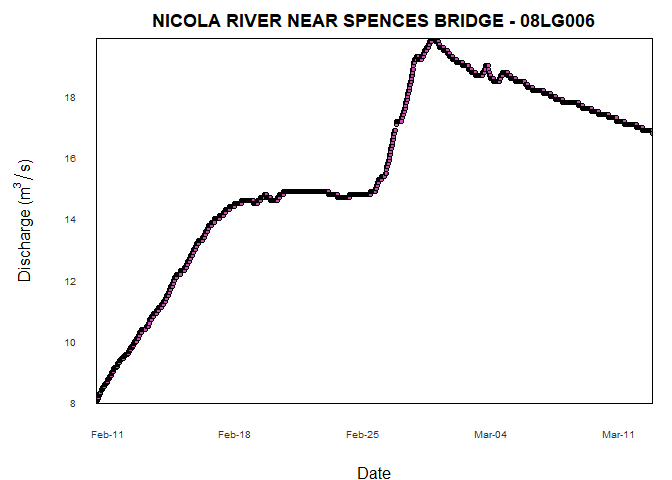 NICOLA RIVER NEAR SPENCES BRIDGE - 08LG006
Discharge (m³ / s)
18
16
14
12
10
8
Feb-11 Feb-18 Feb-25 Mar-04 Mar-11
Date